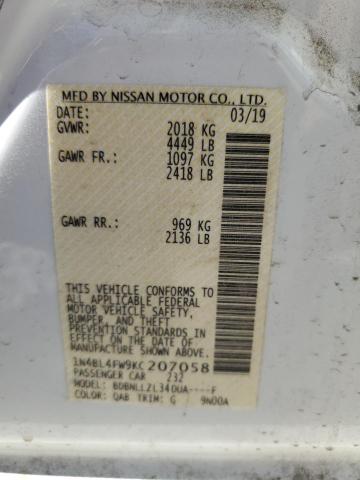 MFD BY NISSAN MOTOR CO., LTD.
DATE: 03/19
GVWR: 2018 KG
4449 LB
GAWR FR.: 1097 KG
2418 LB
GAWR RR.: 969 KG
2136 LB
THIS VEHICLE CONFORMS TO
ALL APPLICABLE FEDERAL
MOTOR VEHICLE SAFETY,
BUMPER, AND THEFT
PREVENTION STANDARDS
IN EFFECT ON THE DATE OF
MANUFACTURE SHOWN ABOVE.
1N4BL4FW9KC207058
PASSENGER CAR 232
MODEL: BDBNLLZL34DUA----F
COLOR: QAB TRIM: G 9N00A